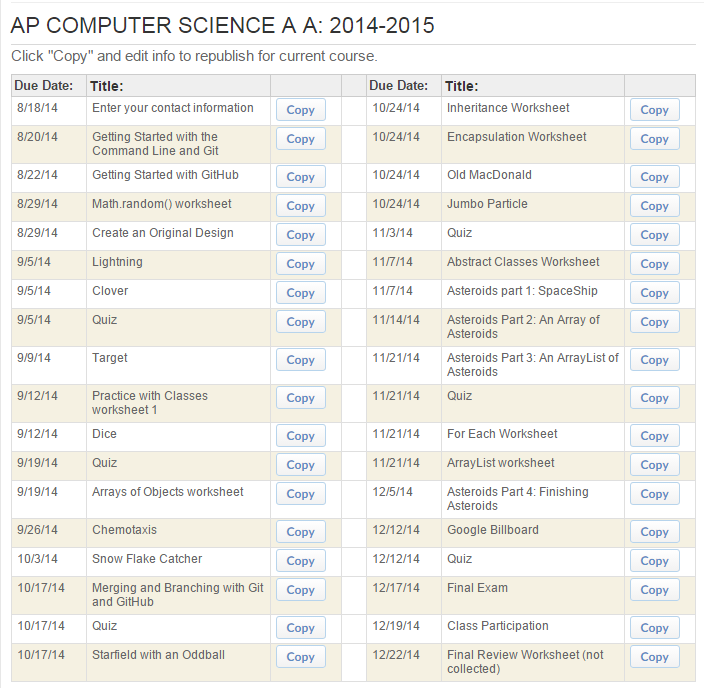 AP COMPUTER SCIENCE A A: 2014-2015
Click "Copy" and edit info to republish for current course.
Due Date: Title: Due Date: Title:
8/18/14 Enter your contact information Copy 10/24/14 Inheritance Worksheet Copy
8/20/14 Getting Started with the Copy 10/24/14 Encapsulation Worksheet Copy
Command Line and Git
8/22/14 Getting Started with GitHub Copy 10/24/14 Old MacDonald Copy
8/29/14 Math.random() worksheet Copy 10/24/14 Jumbo Particle Copy
8/29/14 Create an Original Design Copy 11/3/14 Quiz Copy
9/5/14 Lightning Copy 11/7/14 Abstract Classes Worksheet Copy
9/5/14 Clover Copy 11/7/14 Asteroids part 1: SpaceShip Copy
9/5/14 Quiz Copy 11/14/14 Asteroids Part 2: An Array of Copy
Asteroids
9/9/14 Target Copy 11/21/14 Asteroids Part 3: An ArrayList of Copy
Asteroids
9/12/14 Practice with Classes Copy 11/21/14 Quiz Copy
worksheet 1
9/12/14 Dice Copy 11/21/14 For Each Worksheet Copy
9/19/14 Quiz Copy 11/21/14 ArrayList worksheet Copy
9/19/14 Arrays of Objects worksheet Copy 12/5/14 Asteroids Part 4: Finishing Copy
Asteroids
9/26/14 Chemotaxis Copy 12/12/14 Google Billboard Copy
10/3/14 Snow Flake Catcher Copy 12/12/14 Quiz Copy
10/17/14 Merging and Branching with Git Copy 12/17/14 Final Exam Copy
and GitHub
10/17/14 Quiz Copy 12/19/14 Class Participation Copy
10/17/14 Starfield with an Oddball Copy 12/22/14 Final Review Worksheet (not Copy
collected)